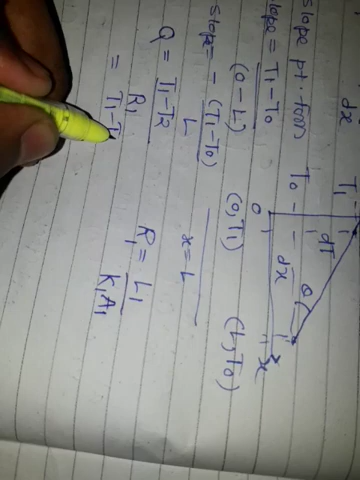 dx
slope pt. form
slope = T1 - T0
(0 - L)
slope = - (T1 - T0)
L
x = L
Q = T1 - T2
R1
R1 = L1
K1A1
= T1 - T
T1
T0
dT
dx
θ
0
x
L
(0, T1)
(L, T0)